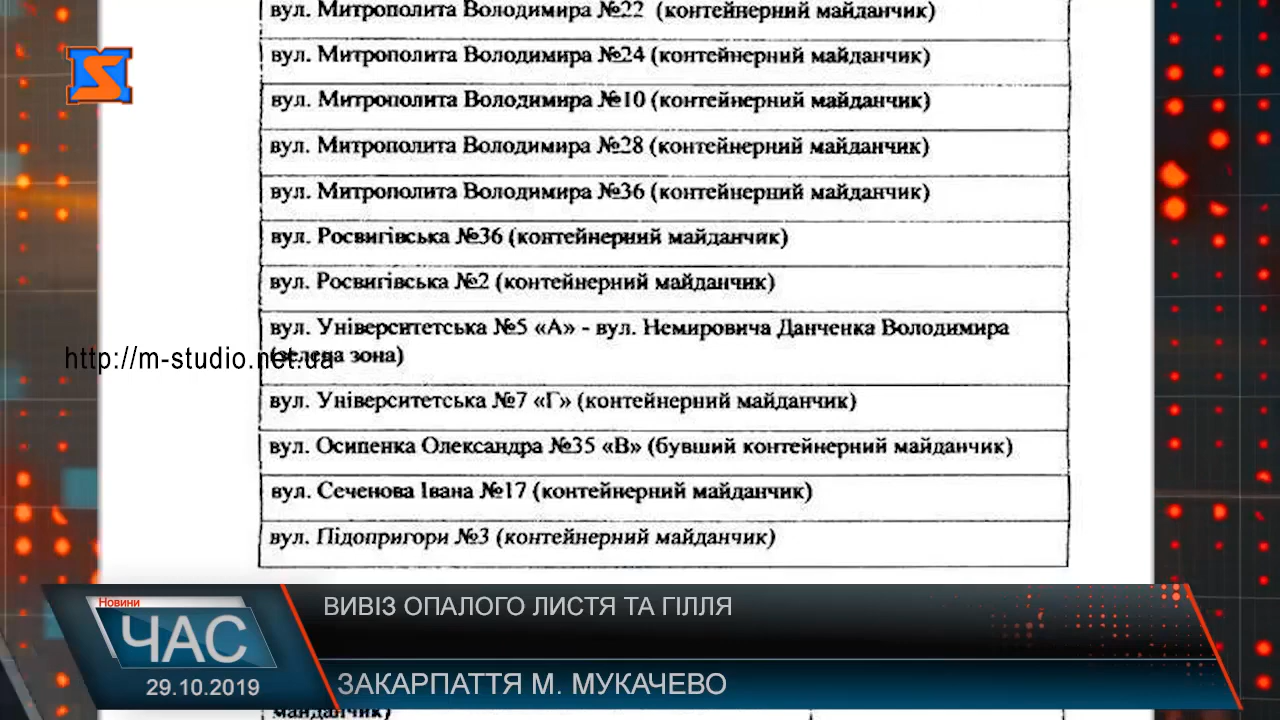 вул. Митрополита Володимира №22 (контейнерний майданчик)
вул. Митрополита Володимира №24 (контейнерний майданчик)
вул. Митрополита Володимира №10 (контейнерний майданчик)
вул. Митрополита Володимира №28 (контейнерний майданчик)
вул. Митрополита Володимира №36 (контейнерний майданчик)
вул. Росвигівська №36 (контейнерний майданчик)
вул. Росвигівська №2 (контейнерний майданчик)
вул. Університетська №5 «А» - вул. Немировича Данченка Володимира
(зелена зона)
http://m-studio.net.ua
вул. Університетська №7 «Г» (контейнерний майданчик)
вул. Осипенка Олександра №35 «В» (бувший контейнерний майданчик)
вул. Сеченова Івана №17 (контейнерний майданчик)
вул. Підопригори №3 (контейнерний майданчик)
Новини
ЧАС
29.10.2019
ВИВІЗ ОПАЛОГО ЛИСТЯ ТА ГІЛЛЯ
ЗАКАРПАТТЯ М. МУКАЧЕВО
майданчик)